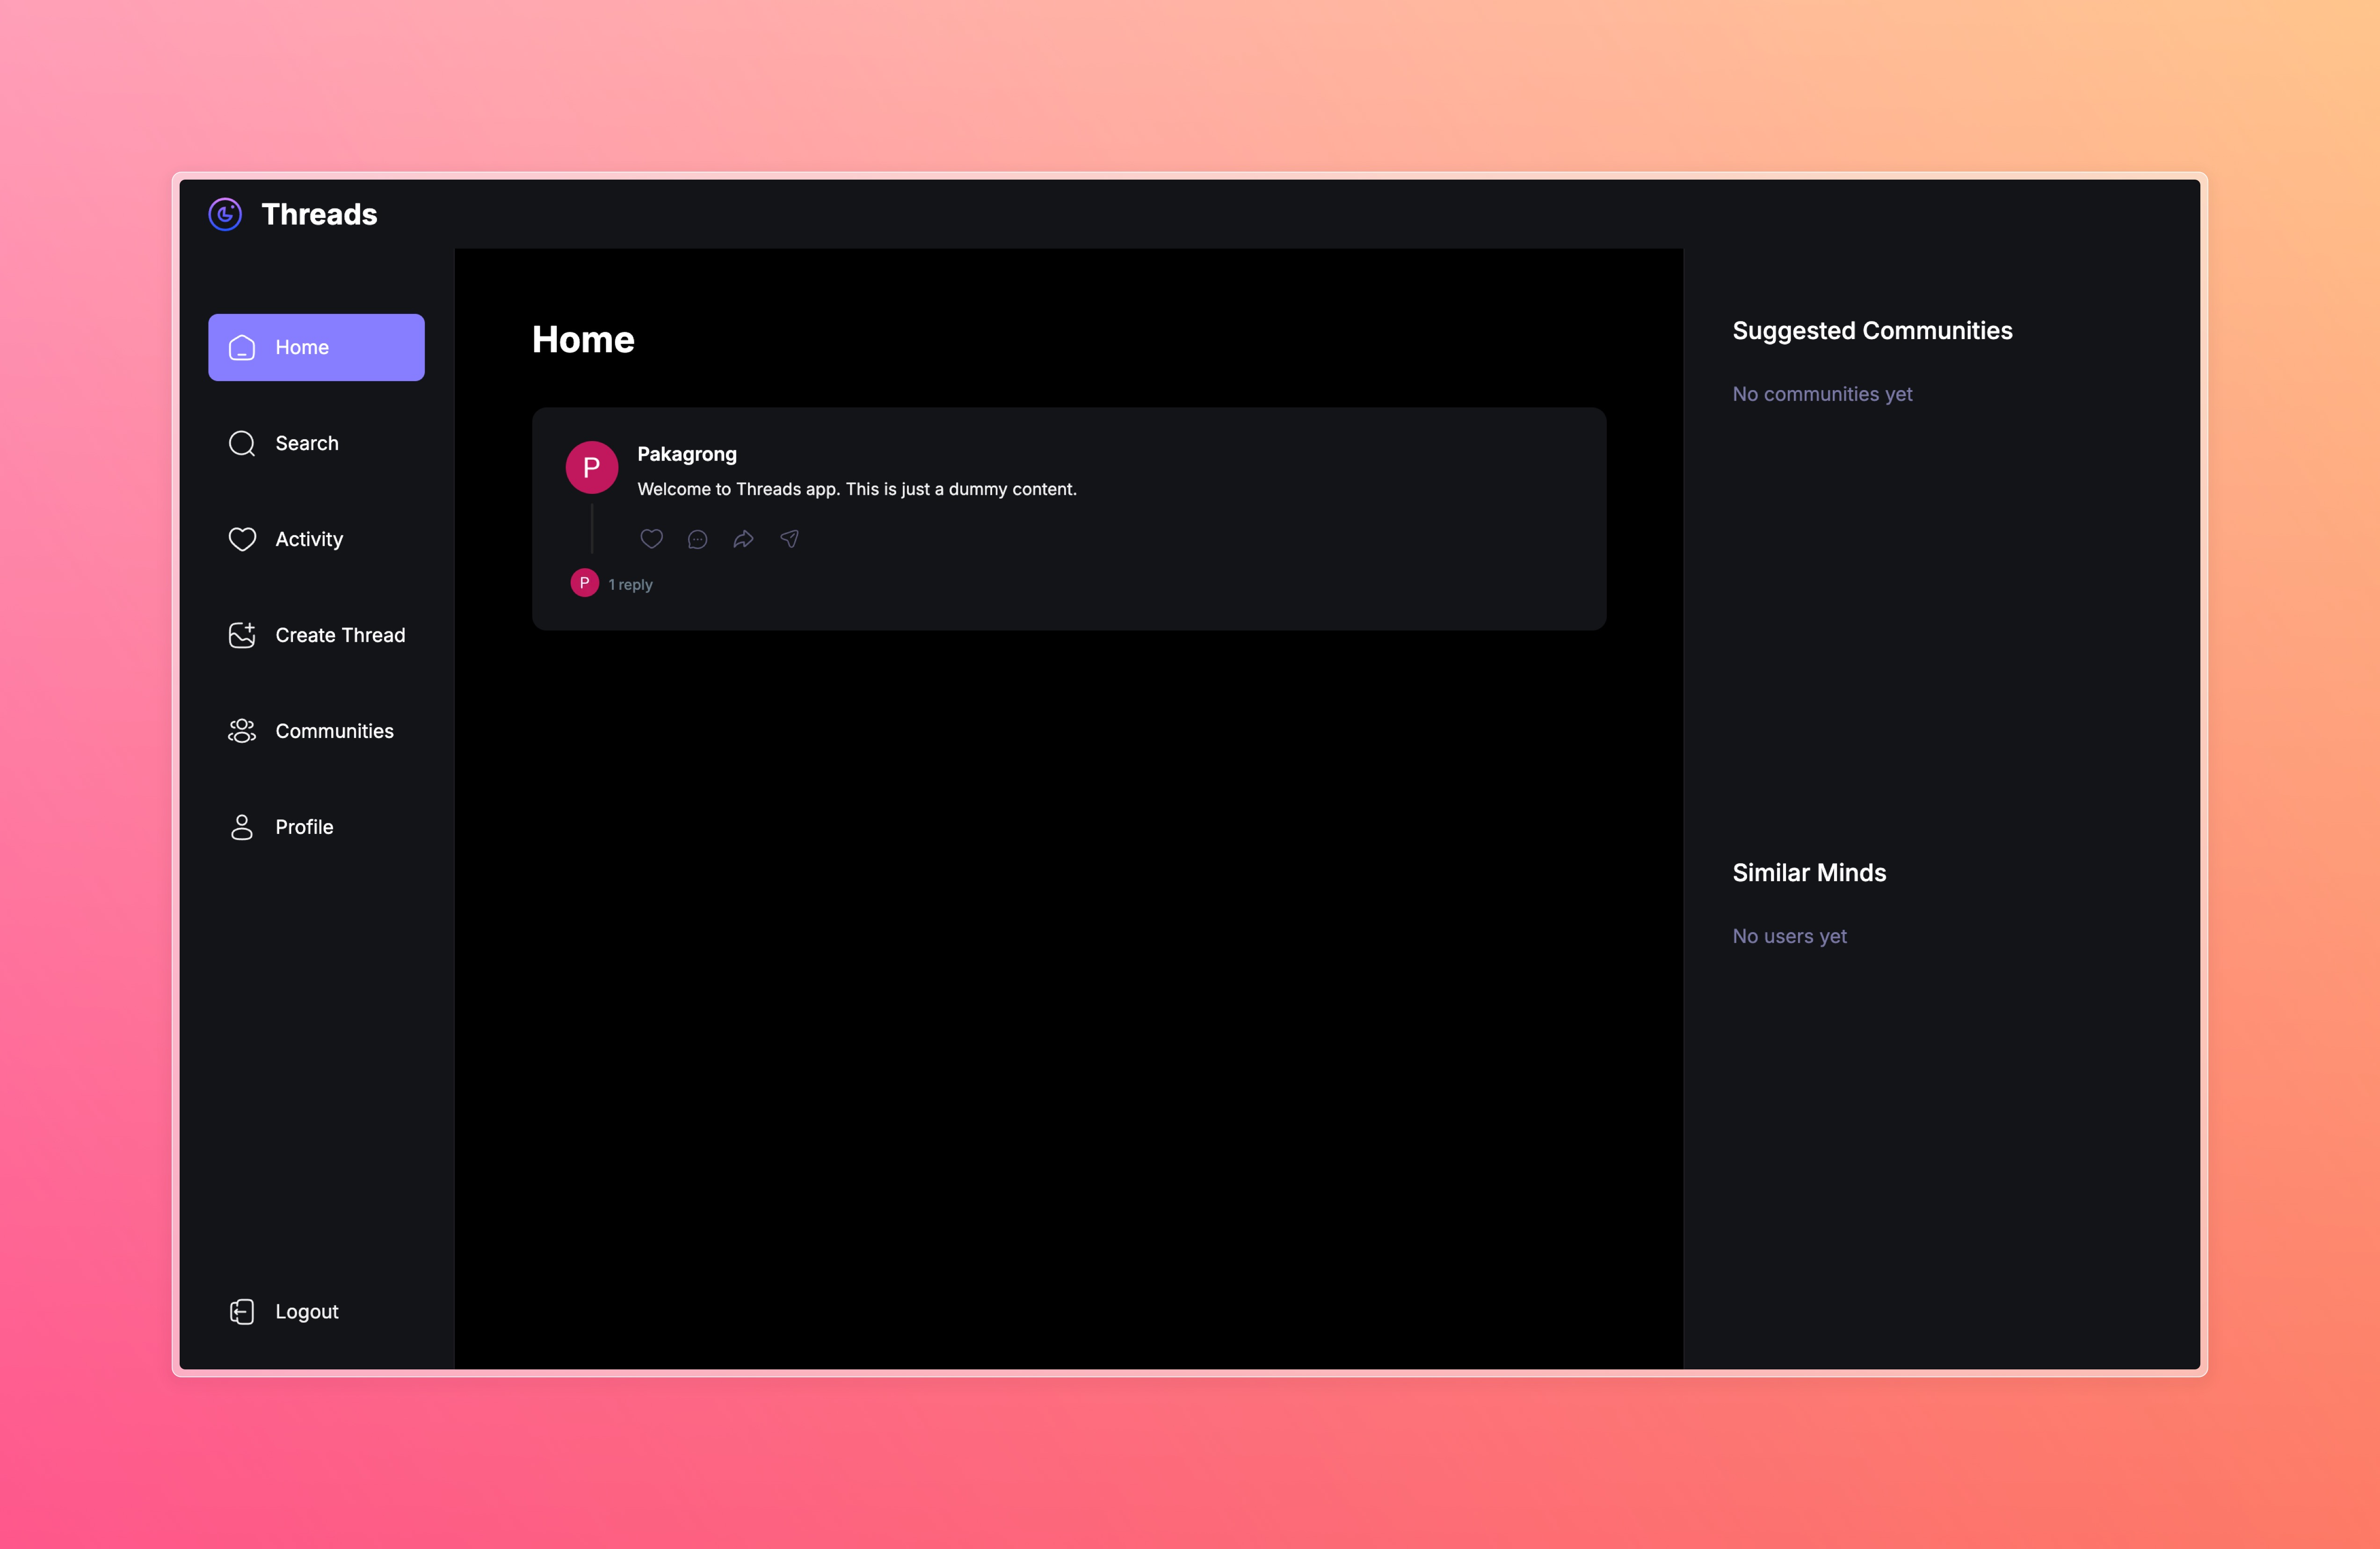 Threads
Home
Search
Activity
Create Thread
Communities
Profile
Logout
Home
P
Pakagrong
Welcome to Threads app. This is just a dummy content.
P
1 reply
Suggested Communities
No communities yet
Similar Minds
No users yet